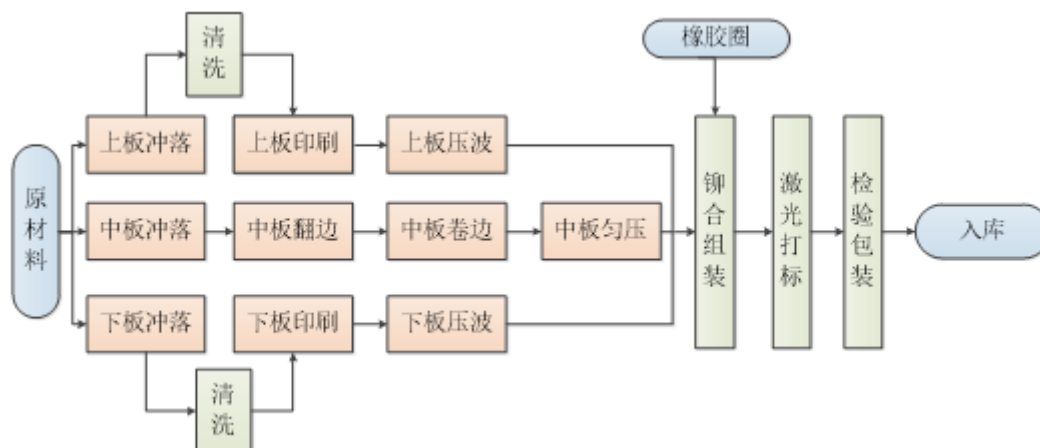 清洗
橡胶圈
上板冲落
上板印刷
上板压波
原材料
中板冲落
中板翻边
中板卷边
中板匀压
铆合组装
激光打标
检验包装
入库
下板冲落
下板印刷
下板压波
清洗